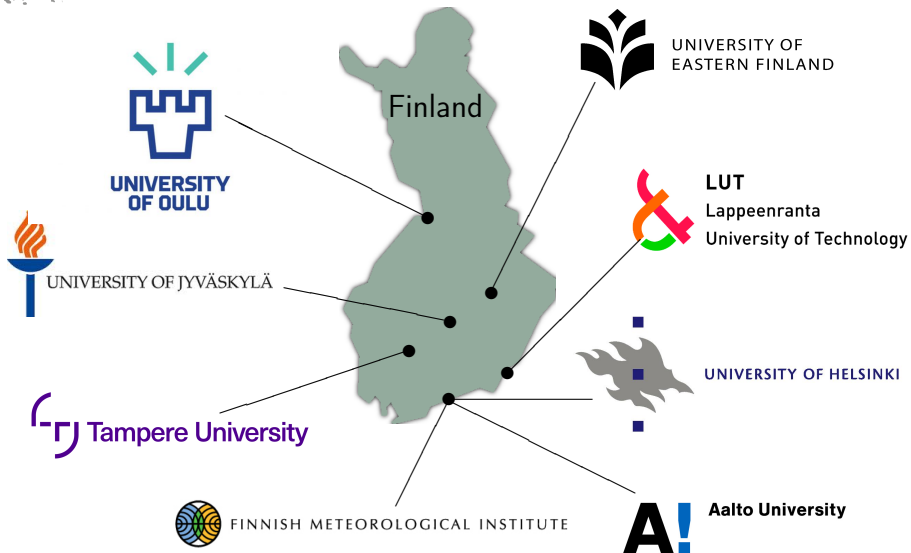 UNIVERSITY OF
EASTERN FINLAND
Finland
UNIVERSITY
OF OULU
LUT
Lappeenranta
University of Technology
UNIVERSITY OF JYVÄSKYLÄ
UNIVERSITY OF HELSINKI
Tampere University
FINNISH METEOROLOGICAL INSTITUTE
A!
Aalto University